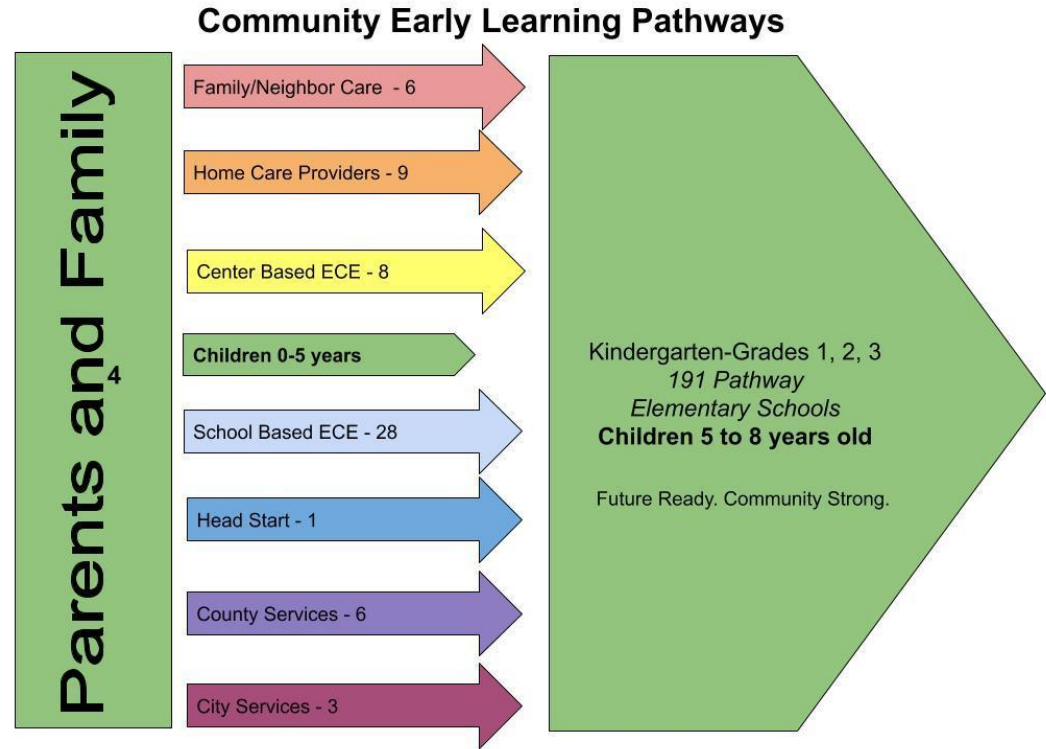 Community Early Learning Pathways
Parents and Family
4
Family/Neighbor Care - 6
Home Care Providers - 9
Center Based ECE - 8
Children 0-5 years
School Based ECE - 28
Head Start - 1
County Services - 6
City Services - 3
Kindergarten-Grades 1, 2, 3
191 Pathway
Elementary Schools
Children 5 to 8 years old
Future Ready. Community Strong.